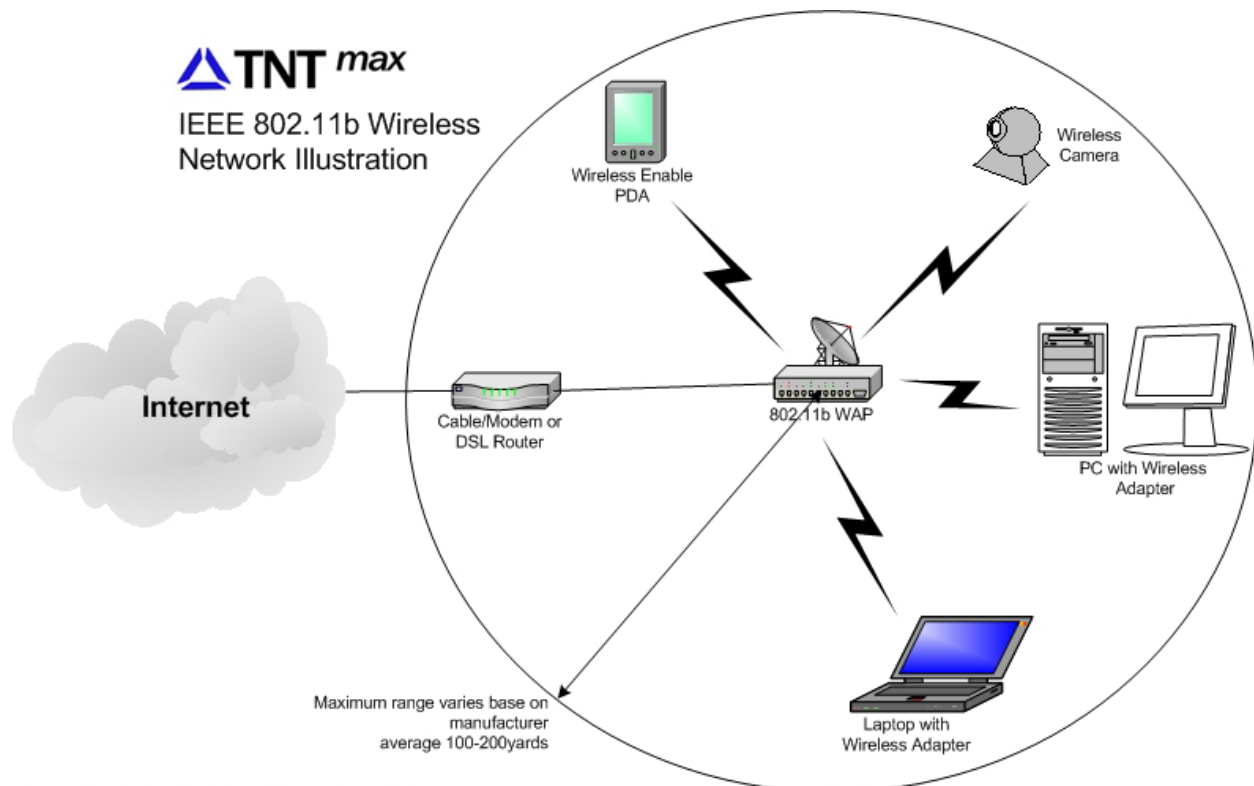 TNT max
IEEE 802.11b Wireless
Network Illustration
Wireless Enable
PDA
Wireless
Camera
Internet
Cable/Modem or
DSL Router
802.11b WAP
PC with Wireless
Adapter
Maximum range varies base on
manufacturer
average 100-200yards
Laptop with
Wireless Adapter